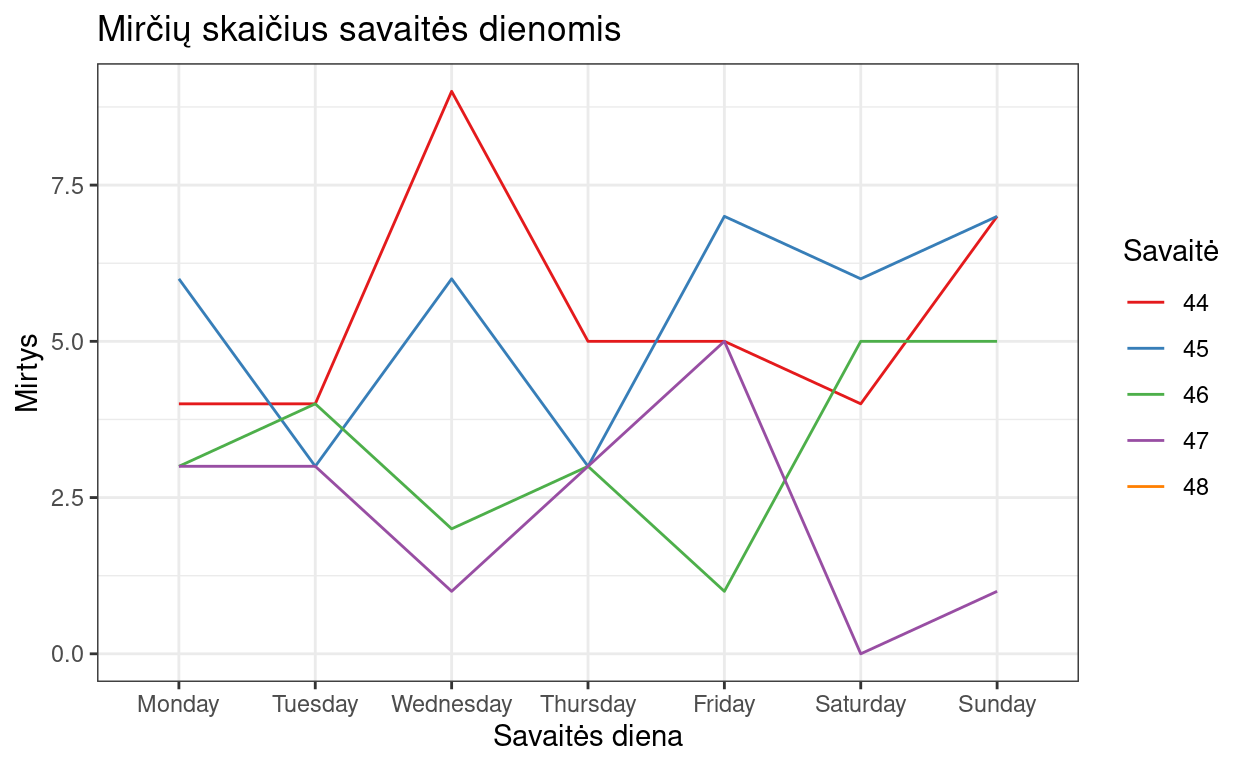 Mirčių skaičius savaitės dienomis
Mirtys
7.5
5.0
2.5
0.0
Monday Tuesday Wednesday Thursday Friday Saturday Sunday
Savaitės diena
Savaitė
44
45
46
47
48